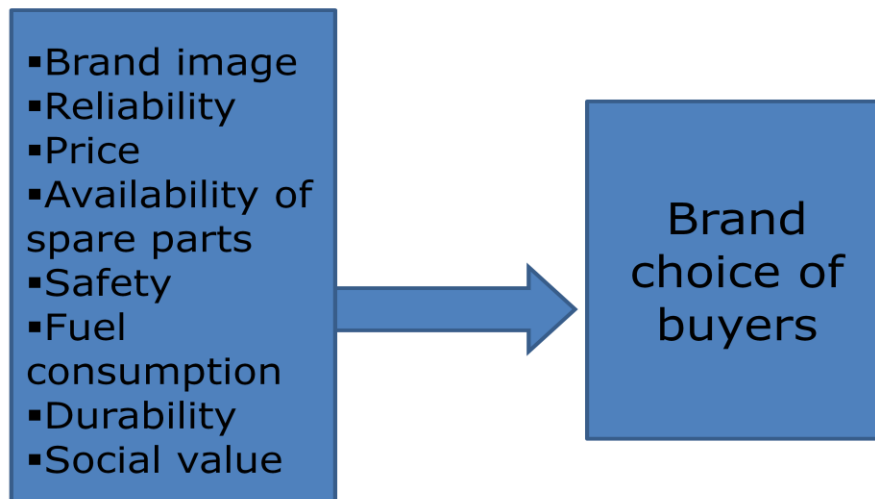 ▪Brand image
▪Reliability
▪Price
▪Availability of
spare parts
▪Safety
▪Fuel
consumption
▪Durability
▪Social value
Brand
choice of
buyers